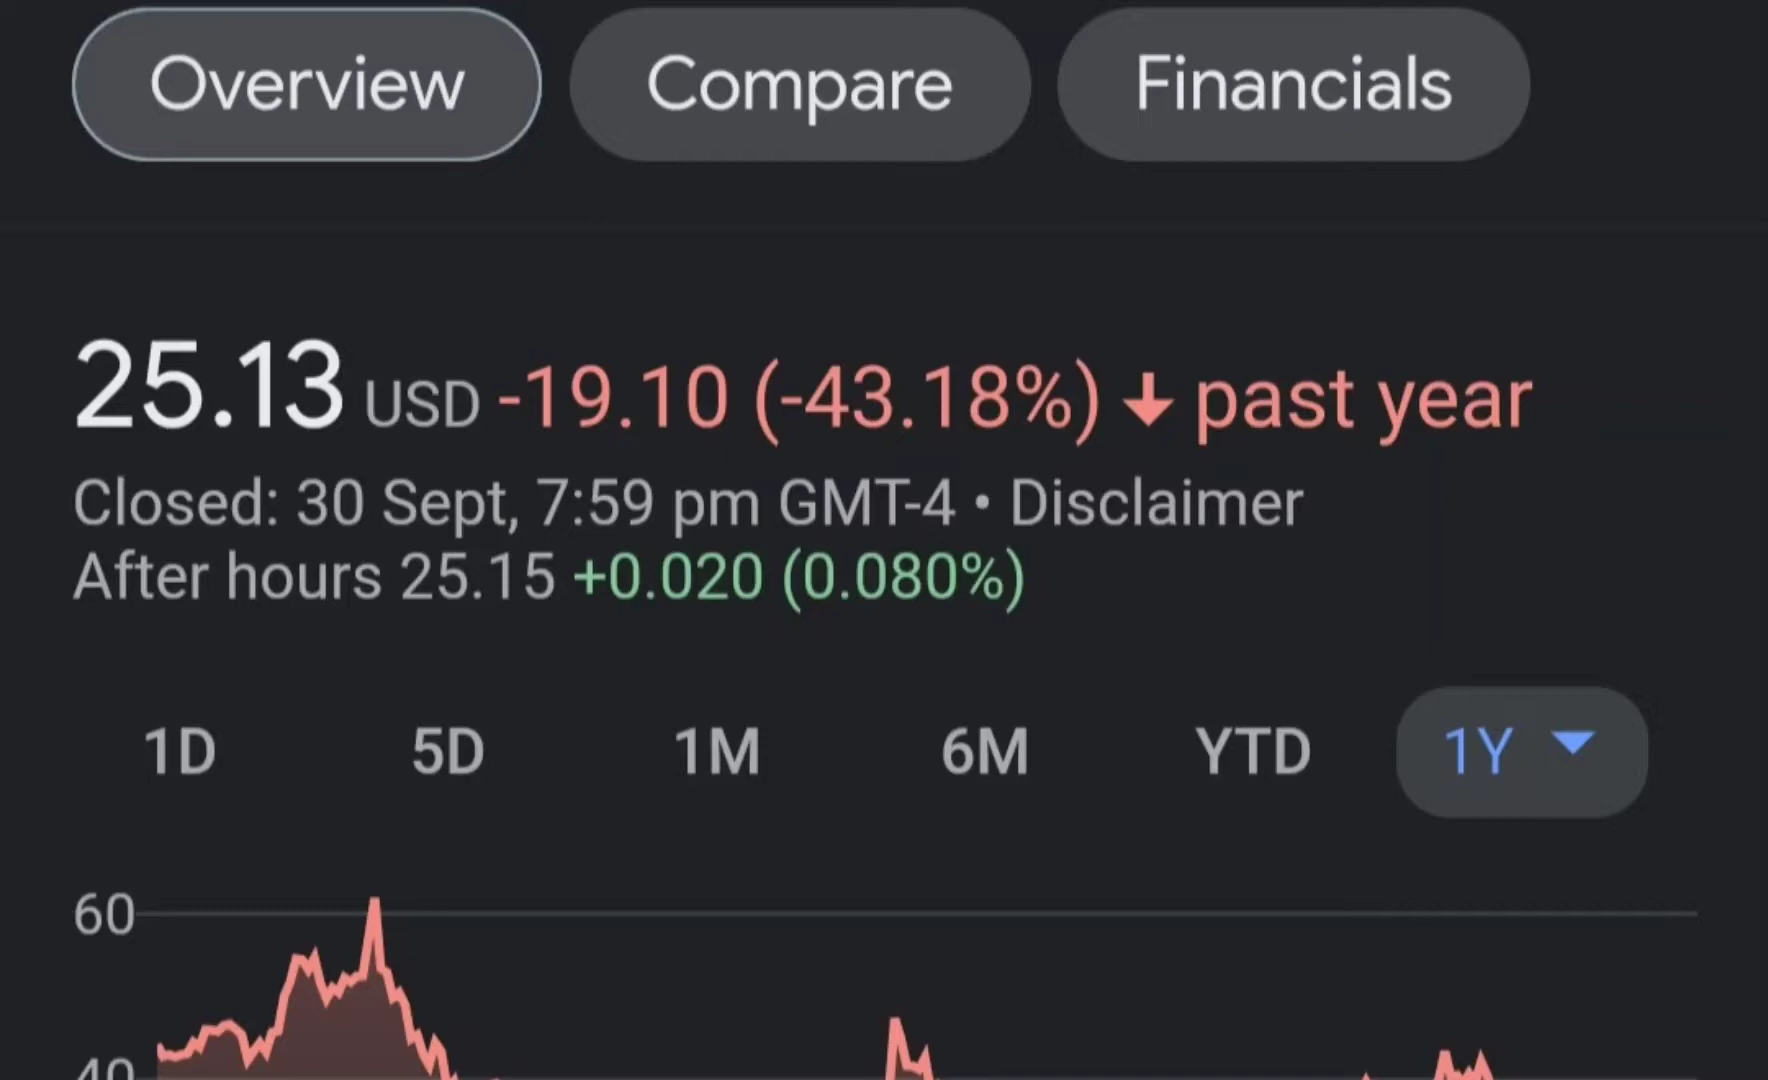 Overview Compare Financials
25.13 USD -19.10 (-43.18%) ↓ past year
Closed: 30 Sept, 7:59 pm GMT-4 • Disclaimer
After hours 25.15 +0.020 (0.080%)
1D 5D 1M 6M YTD 1Y
60
40